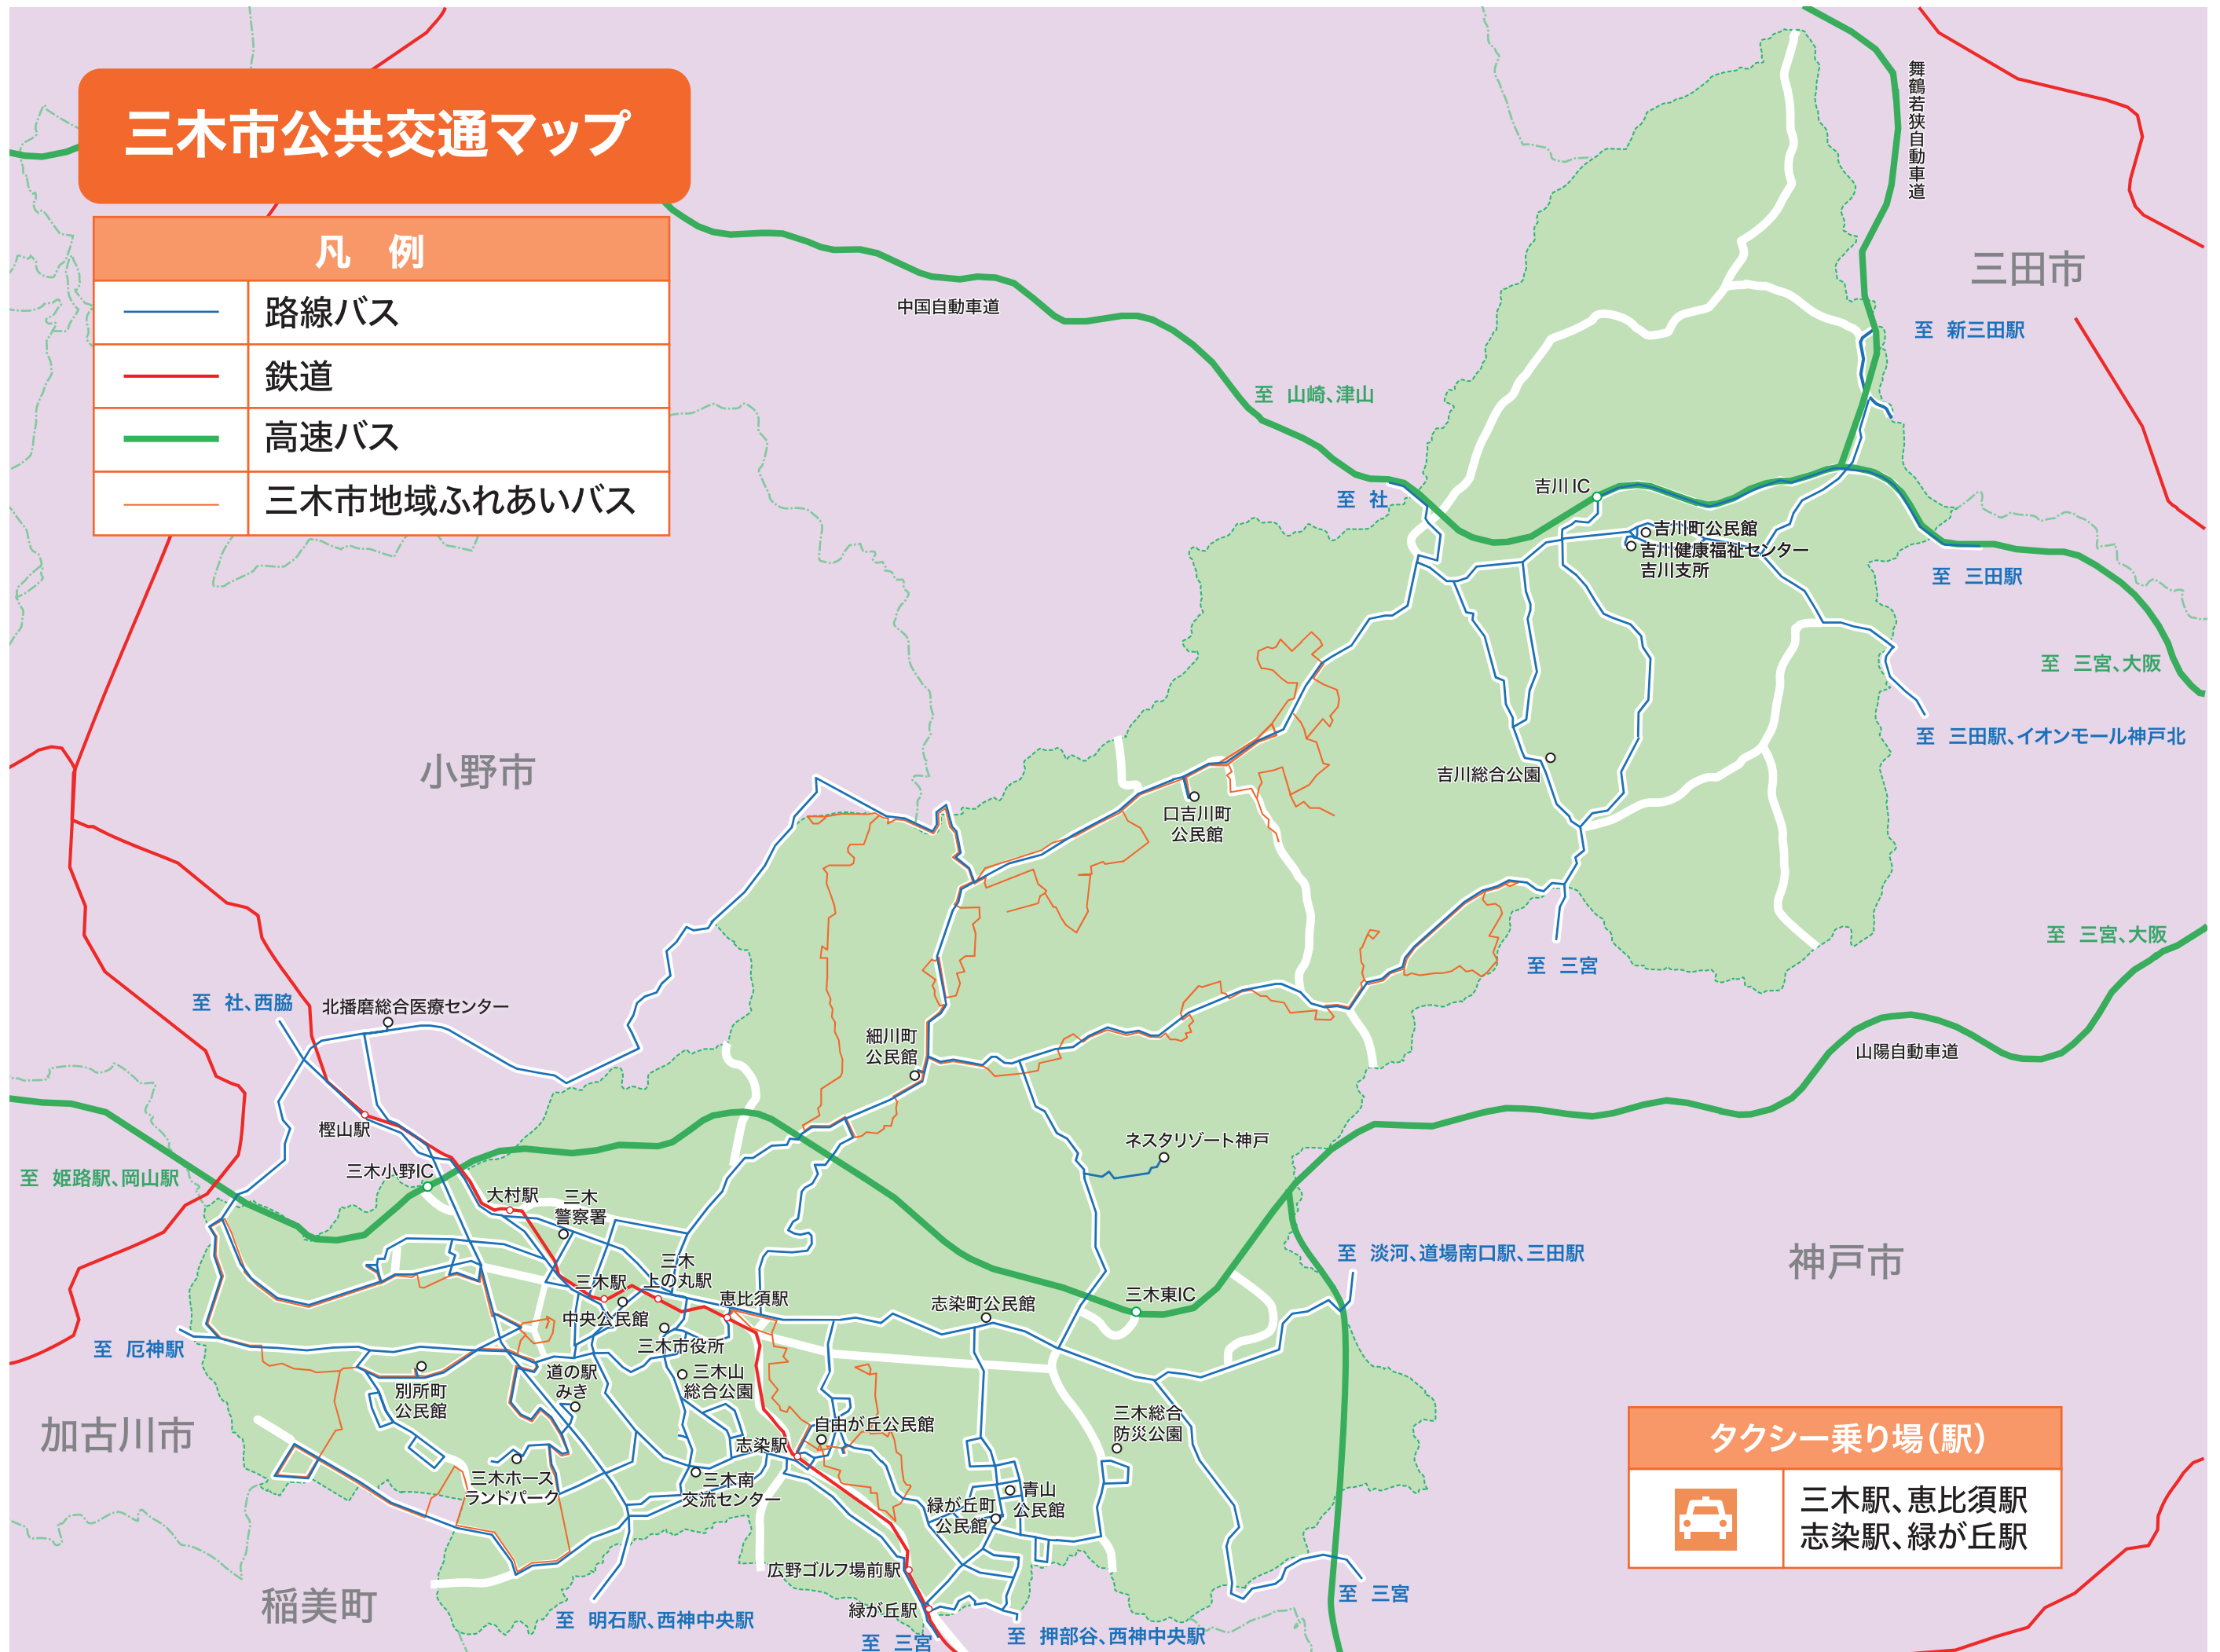 三木市公共交通マップ
凡　例
路線バス
鉄道
高速バス
三木市地域ふれあいバス
舞鶴若狭自動車道
三田市
至　新三田駅
中国自動車道
至　山崎、津山
至　社
吉川IC
吉川町公民館
吉川健康福祉センター
吉川支所
至　三田駅
至　三宮、大阪
至　三田駅、イオンモール神戸北
小野市
吉川総合公園
口吉川町
公民館
至　三宮、大阪
至　三宮
至　社、西脇
北播磨総合医療センター
細川町
公民館
山陽自動車道
樫山駅
ネスタリゾート神戸
三木小野IC
至　姫路駅、岡山駅
大村駅
三木
警察署
三木
上の丸駅
至　淡河、道場南口駅、三田駅
神戸市
三木駅
恵比須駅
三木東IC
志染町公民館
中央公民館
三木市役所
至　厄神駅
道の駅
みき
三木山
総合公園
別所町
公民館
加古川市
自由が丘公民館
三木総合
防災公園
志染駅
三木ホース
ランドパーク
三木南
交流センター
青山
公民館
緑が丘町
公民館
タクシー乗り場（駅）
三木駅、恵比須駅
志染駅、緑が丘駅
広野ゴルフ場前駅
稲美町
緑が丘駅
至　三宮
至　明石駅、西神中央駅
至　三宮
至　押部谷、西神中央駅